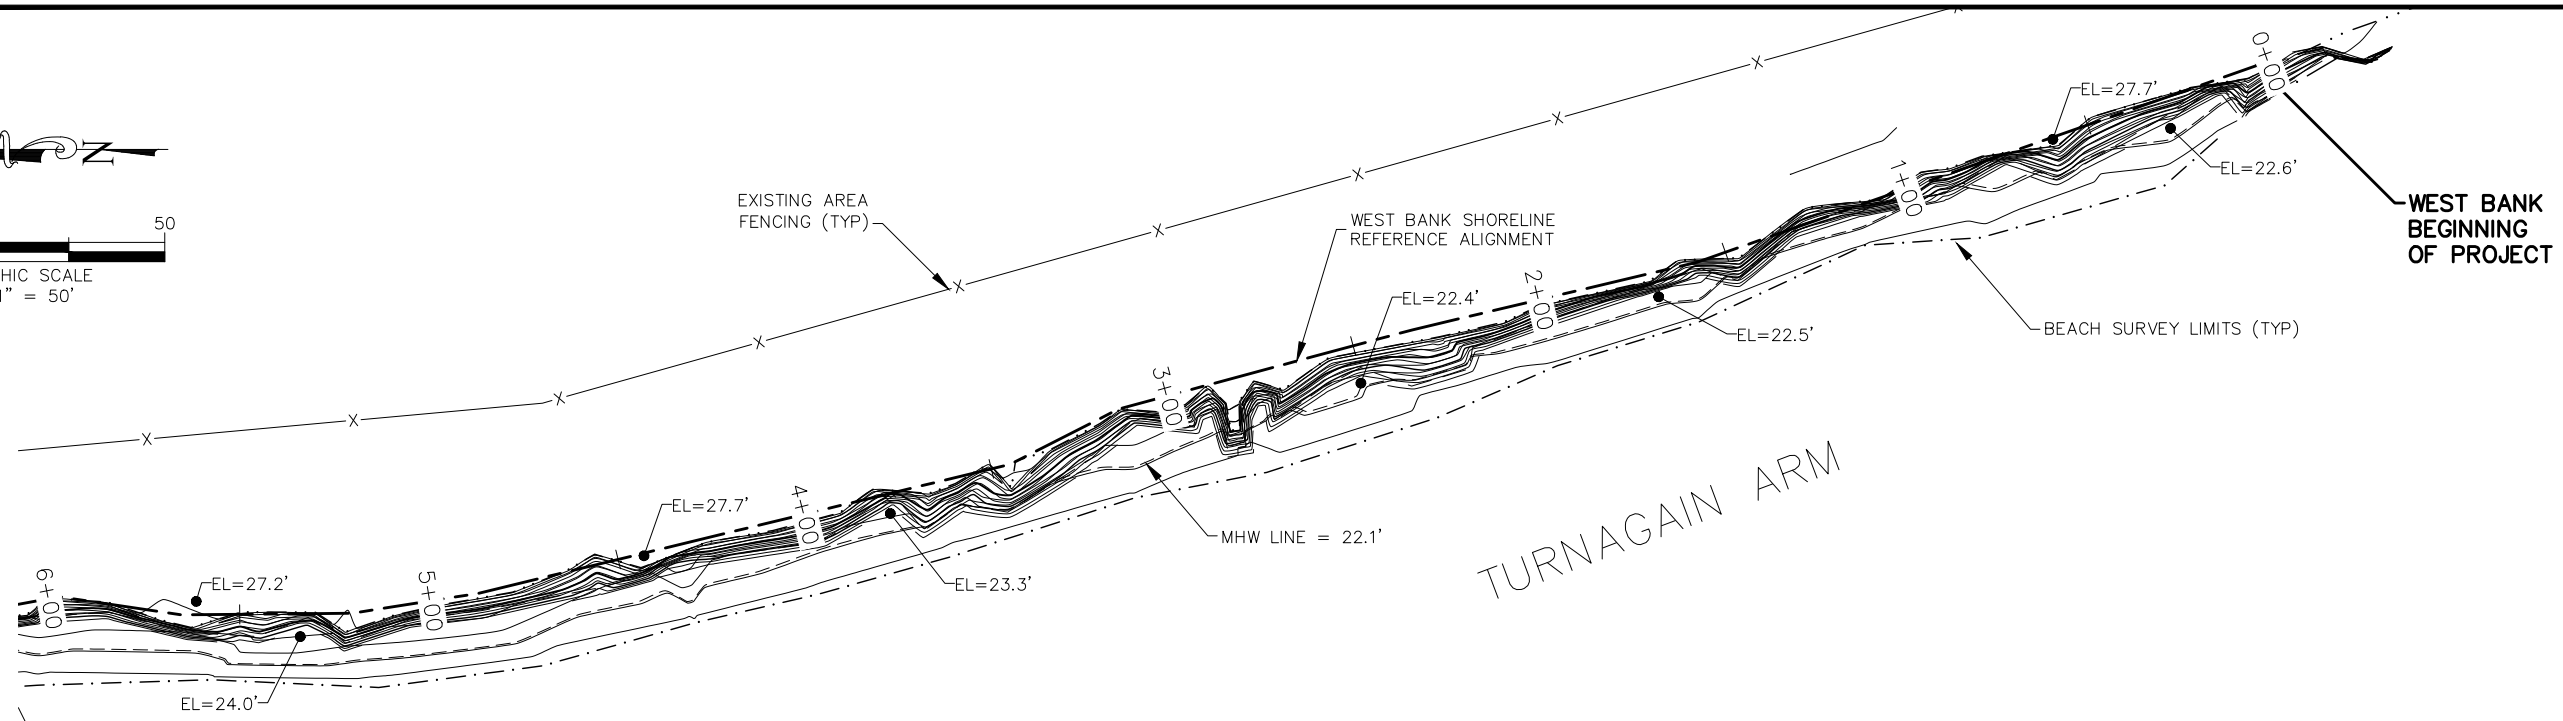 0+00
EL=27.7'
N
EL=22.6'
1+00
EXISTING AREA
FENCING (TYP)
WEST BANK
BEGINNING
OF PROJECT
50
WEST BANK SHORELINE
REFERENCE ALIGNMENT
HIC SCALE
1" = 50'
2+00
EL=22.4'
EL=22.5'
BEACH SURVEY LIMITS (TYP)
3+00
TURNAGAIN ARM
4+00
EL=27.7'
MHW LINE = 22.1'
EL=23.3'
5+00
6+00
EL=27.2'
EL=24.0'
X
X
X
X
X
X
X
X
X
X